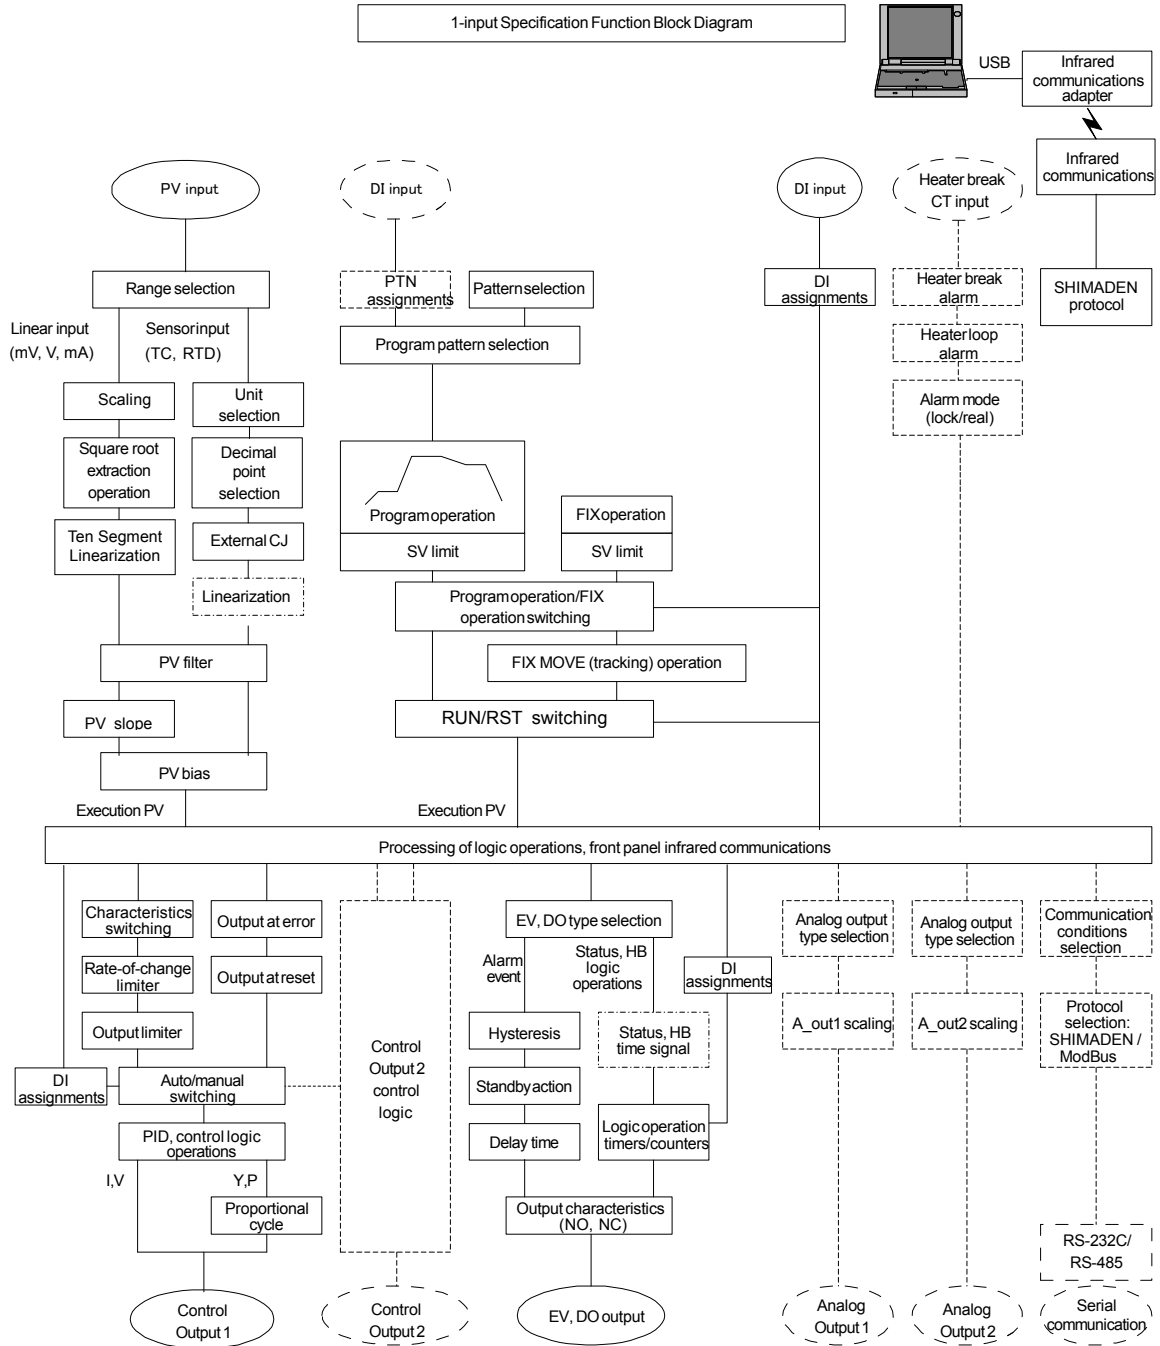 1-input Specification Function Block Diagram
USB
Infrared
communications
adapter
Infrared
communications
SHIMADEN
protocol
PV input
DI input
DI input
Heater break
CT input
Range selection
PTN
assignments
Pattern selection
DI
assignments
Heater break
alarm
Linear input
(mV, V, mA)
Sensor input
(TC, RTD)
Program pattern selection
Heater loop
alarm
Scaling
Unit
selection
Alarm mode
(lock/real)
Square root
extraction
operation
Decimal
point
selection
Program operation
FIX operation
Ten Segment
Linearization
External CJ
SV limit
SV limit
Linearization
Program operation/FIX
operation switching
PV filter
FIX MOVE (tracking) operation
PV slope
RUN/RST switching
PV bias
Execution PV
Execution PV
Processing of logic operations, front panel infrared communications
Characteristics
switching
Output at error
EV, DO type selection
Analog output
type selection
Analog output
type selection
Communication
conditions
selection
Rate-of-change
limiter
Output at reset
Alarm
event
Status, HB
logic
operations
DI
assignments
Output limiter
Hysteresis
Status, HB
time signal
A_out1 scaling
A_out2 scaling
Protocol
selection:
SHIMADEN /
ModBus
Control
Output 2
control
logic
DI
assignments
Auto/manual
switching
Standby action
PID, control logic
operations
Delay time
Logic operation
timers/counters
I,V
Y,P
Proportional
cycle
Output characteristics
(NO, NC)
RS-232C/
RS-485
Control
Output 1
Control
Output 2
EV, DO output
Analog
Output 1
Analog
Output 2
Serial
communication